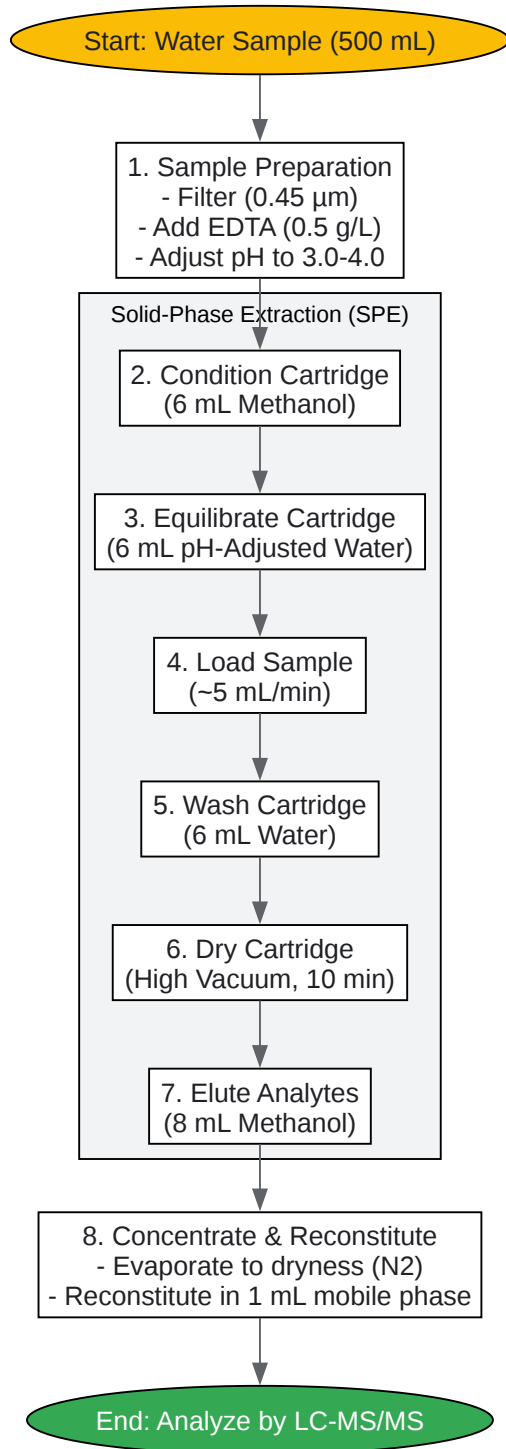 Start: Water Sample (500 mL)
1. Sample Preparation
- Filter (0.45 µm)
- Add EDTA (0.5 g/L)
- Adjust pH to 3.0-4.0
Solid-Phase Extraction (SPE)
2. Condition Cartridge
(6 mL Methanol)
3. Equilibrate Cartridge
(6 mL pH-Adjusted Water)
4. Load Sample
(~5 mL/min)
5. Wash Cartridge
(6 mL Water)
6. Dry Cartridge
(High Vacuum, 10 min)
7. Elute Analytes
(8 mL Methanol)
8. Concentrate & Reconstitute
- Evaporate to dryness (N2)
- Reconstitute in 1 mL mobile phase
End: Analyze by LC-MS/MS